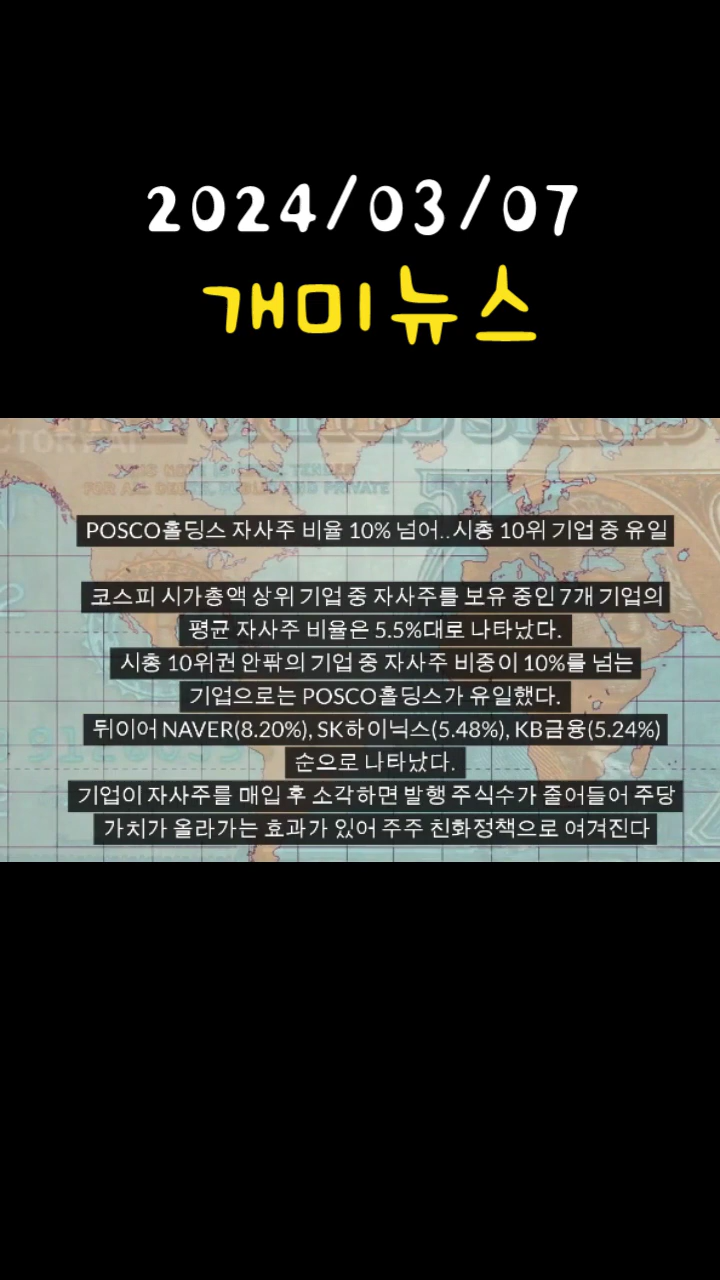 2024/03/07
개미뉴스
POSCO홀딩스 자사주 비율 10% 넘어..시총 10위 기업 중 유일
코스피 시가총액 상위 기업 중 자사주를 보유 중인 7개 기업의
평균 자사주 비율은 5.5%대로 나타났다.
시총 10위권 안팎의 기업 중 자사주 비중이 10%를 넘는
기업으로는 POSCO홀딩스가 유일했다.
뒤이어 NAVER(8.20%), SK하이닉스(5.48%), KB금융(5.24%)
순으로 나타났다.
기업이 자사주를 매입 후 소각하면 발행 주식수가 줄어들어 주당
가치가 올라가는 효과가 있어 주주 친화정책으로 여겨진다